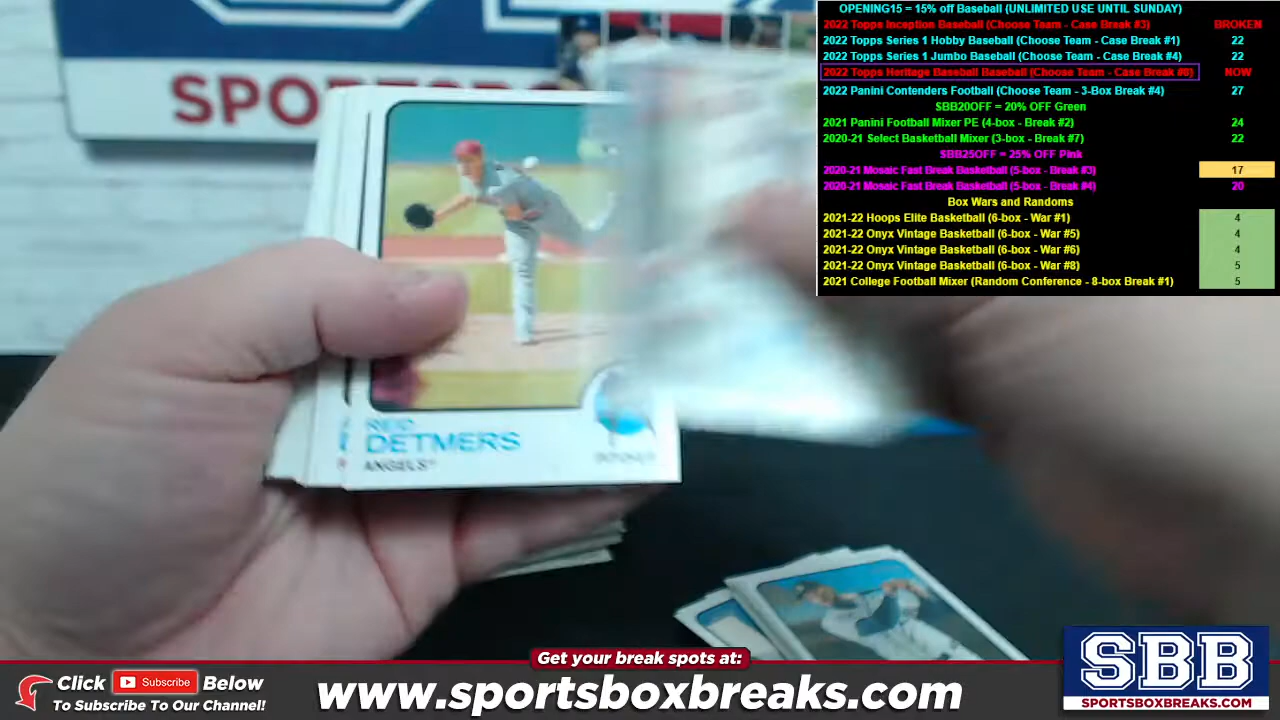 SPO
REID
DETMERS
ANGELS
OPENING15 = 15% off Baseball (UNLIMITED USE UNTIL SUNDAY)
2022 Topps Inception Baseball (Choose Team - Case Break #3) BROKEN
2022 Topps Series 1 Hobby Baseball (Choose Team - Case Break #1) 22
2022 Topps Series 1 Jumbo Baseball (Choose Team - Case Break #4) 22
2022 Topps Heritage Baseball Baseball (Choose Team - Case Break #8) NOW
2022 Panini Contenders Football (Choose Team - 3-Box Break #4) 27
SBB20OFF = 20% OFF Green
2021 Panini Football Mixer PE (4-box - Break #2) 24
2020-21 Select Basketball Mixer (3-box - Break #7) 22
SBB25OFF = 25% OFF Pink
2020-21 Mosaic Fast Break Basketball (5-box - Break #3) 17
2020-21 Mosaic Fast Break Basketball (5-box - Break #4) 20
Box Wars and Randoms
2021-22 Hoops Elite Basketball (6-box - War #1) 4
2021-22 Onyx Vintage Basketball (6-box - War #5) 4
2021-22 Onyx Vintage Basketball (6-box - War #6) 4
2021-22 Onyx Vintage Basketball (6-box - War #8) 5
2021 College Football Mixer (Random Conference - 8-box Break #1) 5
Get your break spots at:
Click Subscribe Below
To Subscribe To Our Channel!
www.sportsboxbreaks.com
SBB
SPORTSBOXBREAKS.COM